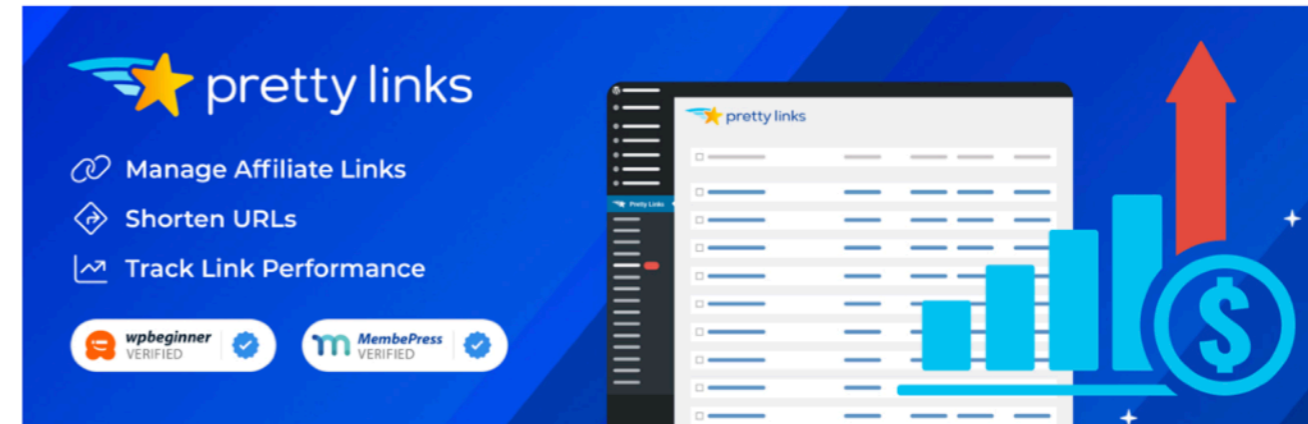 pretty links
Manage Affiliate Links
Shorten URLs
Track Link Performance
wpbeginner
VERIFIED
MembePress
VERIFIED
pretty links
Pretty Links
$